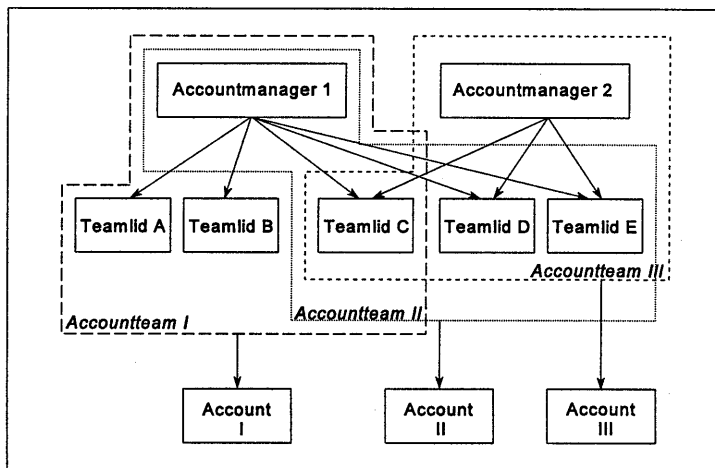 Accountmanager 1
Accountmanager 2
Teamlid A
Teamlid B
Teamlid C
Teamlid D
Teamlid E
Accountteam III
Accountteam II
Accountteam I
Account
I
Account
II
Account
III